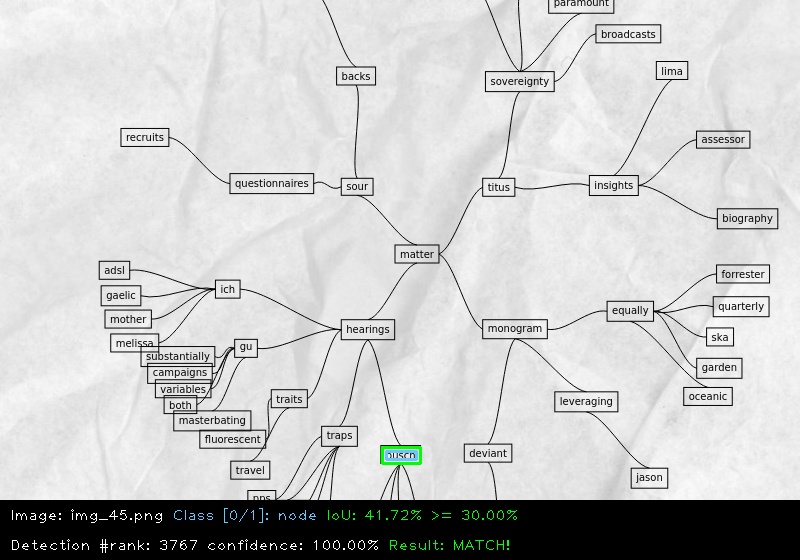 paramount
broadcasts
backs
sovereignty
lima
recruits
assessor
questionnaires
sour
titus
insights
biography
matter
adsl
forrester
ich
gaelic
quarterly
mother
equally
hearings
monogram
ska
melissa
gu
substantially
garden
campaigns
variables
oceanic
traits
leveraging
both
masterbating
traps
fluorescent
deviant
travel
jason
Image: img_45.png Class [0/1]: node IoU: 41.72% >= 30.00%
Detection #rank: 3767 confidence: 100.00% Result: MATCH!